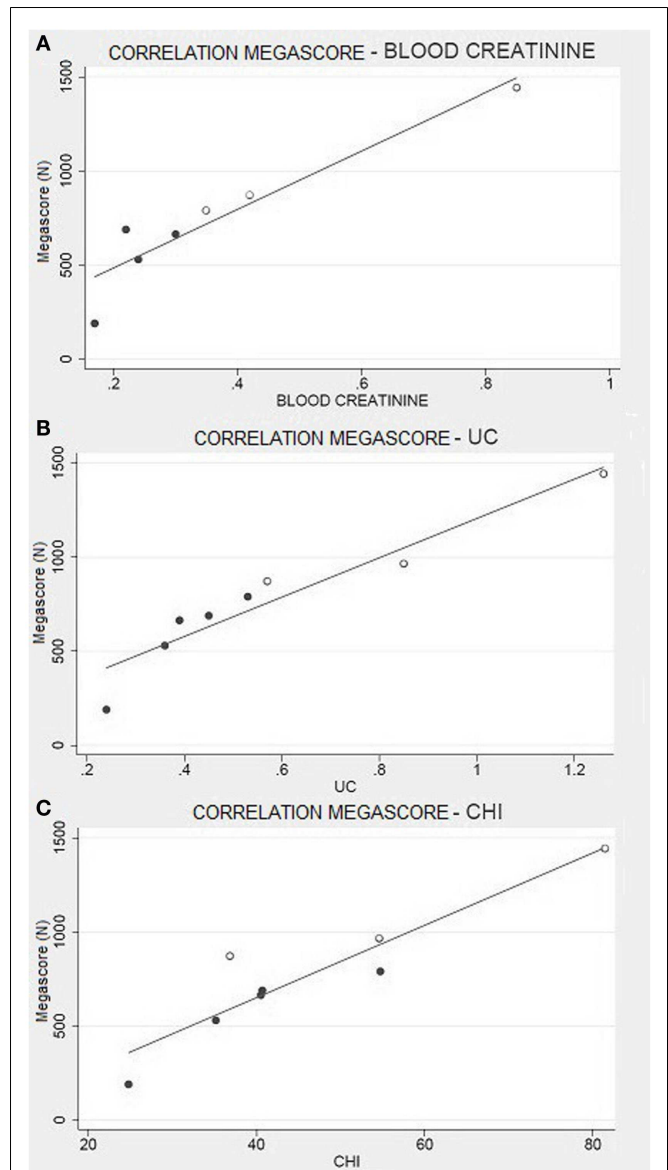 A
CORRELATION MEGASCORE - BLOOD CREATININE
Megascore (N)
1500
1000
500
0
.2 .4 .6 .8 1
BLOOD CREATININE
B
CORRELATION MEGASCORE - UC
Megascore (N)
1500
1000
500
0
.2 .4 .6 .8 1 1.2
UC
C
CORRELATION MEGASCORE - CHI
Megascore (N)
1500
1000
500
0
20 40 60 80
CHI